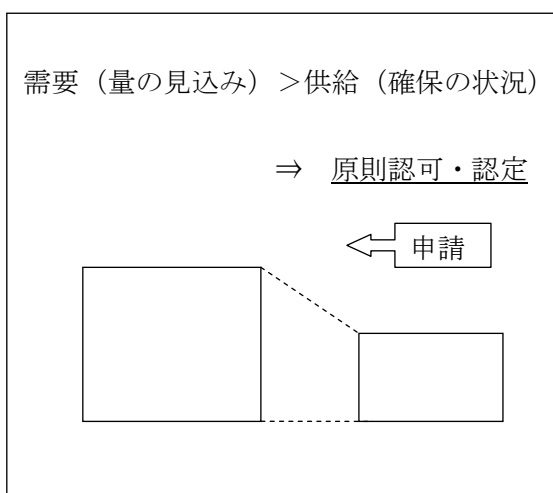 需要（量の見込み）＞供給（確保の状況）
⇒　原則認可・認定
申請